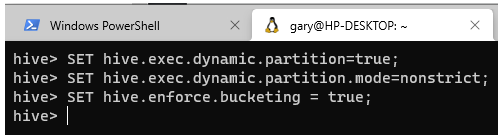 Windows PowerShell
gary@HP-DESKTOP: ~
hive> SET hive.exec.dynamic.partition=true;
hive> SET hive.exec.dynamic.partition.mode=nonstrict;
hive> SET hive.enforce.bucketing = true;
hive>